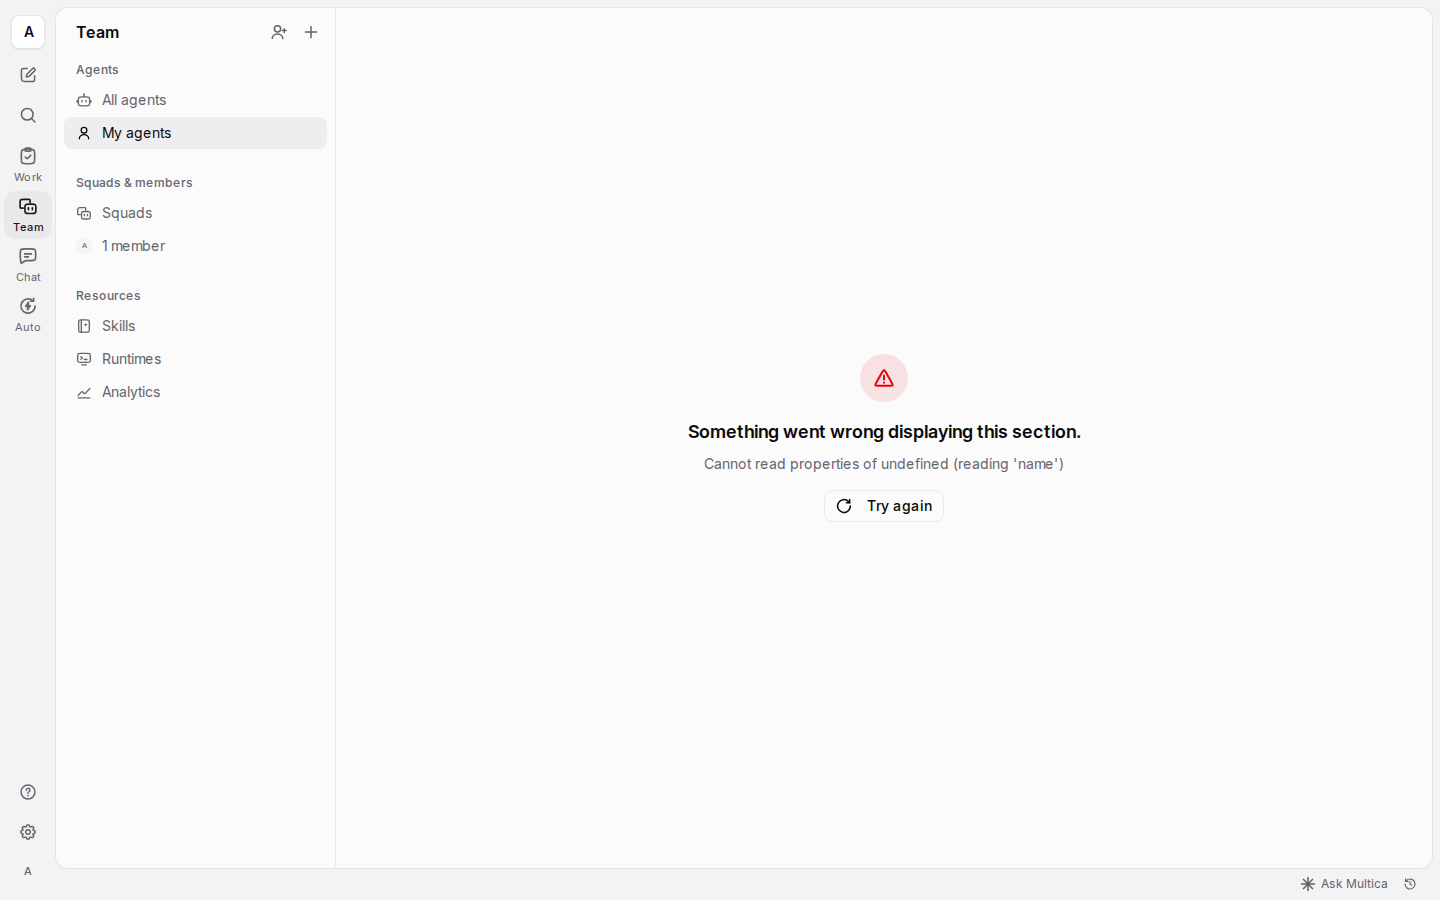 A
Work
Team
Chat
Auto
A
Team
Agents
All agents
My agents
Squads & members
Squads
A 1 member
Resources
Skills
Runtimes
Analytics
Something went wrong displaying this section.
Cannot read properties of undefined (reading 'name')
Try again
Ask Multica